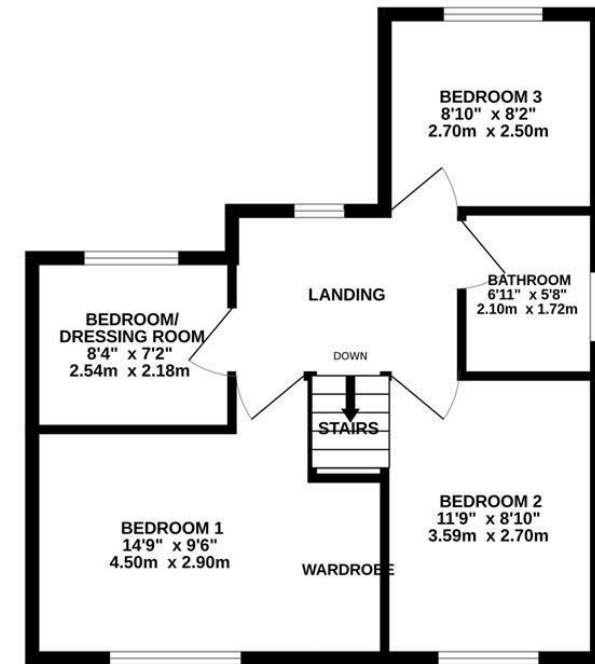 BEDROOM 3
8'10" x 8'2"
2.70m x 2.50m
BATHROOM
6'11" x 5'8"
2.10m x 1.72m
LANDING
BEDROOM/
DRESSING ROOM
8'4" x 7'2"
2.54m x 2.18m
DOWN
STAIRS
BEDROOM 2
11'9" x 8'10"
3.59m x 2.70m
BEDROOM 1
14'9" x 9'6"
4.50m x 2.90m
WARDROBE